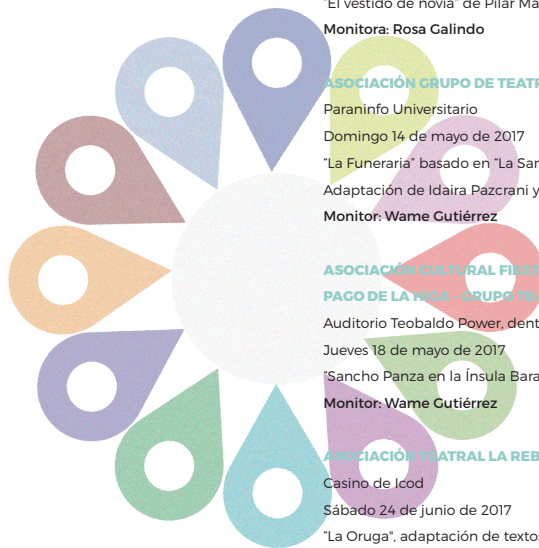 "El vestido de novia" de Pilar Ma
Monitora: Rosa Galindo
ASOCIACIÓN GRUPO DE TEATR
Paraninfo Universitario
Domingo 14 de mayo de 2017
"La Funeraria" basado en "La San
Adaptación de Idaira Pazcrani y
Monitor: Wame Gutiérrez
ASOCIACIÓN CULTURAL FIEST
PAGO DE LA HIGA - GRUPO TEA
Auditorio Teobaldo Power, dent
Jueves 18 de mayo de 2017
"Sancho Panza en la Ínsula Bara
Monitor: Wame Gutiérrez
ASOCIACIÓN TEATRAL LA REB
Casino de Icod
Sábado 24 de junio de 2017
"La Oruga", adaptación de textos